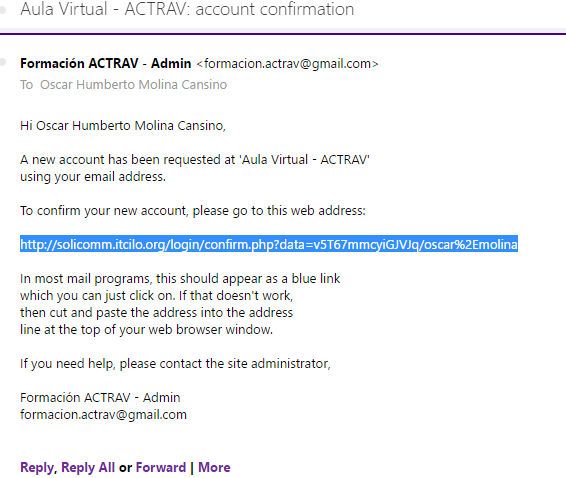 Aula Virtual - ACTRAV: account confirmation
Formación ACTRAV - Admin <formacion.actrav@gmail.com>
To Oscar Humberto Molina Cansino
Hi Oscar Humberto Molina Cansino,
A new account has been requested at 'Aula Virtual - ACTRAV'
using your email address.
To confirm your new account, please go to this web address:
http://solicomm.itcilo.org/login/confirm.php?data=v5T67mmcyiGJVJq/oscar%2Emolina
In most mail programs, this should appear as a blue link
which you can just click on. If that doesn't work,
then cut and paste the address into the address
line at the top of your web browser window.
If you need help, please contact the site administrator,
Formación ACTRAV - Admin
formacion.actrav@gmail.com
Reply, Reply All or Forward | More